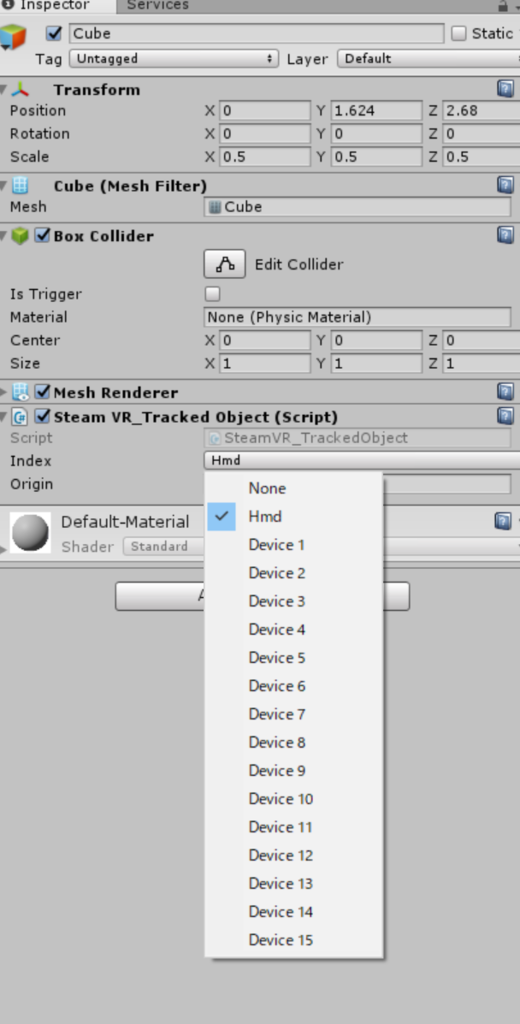 Inspector
Services
Cube
Static
Tag Untagged Layer Default
Transform
Position X 0 Y 1.624 Z 2.68
Rotation X 0 Y 0 Z 0
Scale X 0.5 Y 0.5 Z 0.5
Cube (Mesh Filter)
Mesh Cube
Box Collider
Edit Collider
Is Trigger
Material None (Physic Material)
Center X 0 Y 0 Z 0
Size X 1 Y 1 Z 1
Mesh Renderer
Steam VR_Tracked Object (Script)
Script SteamVR_TrackedObject
Index Hmd
Origin
None
Hmd
Device 1
Device 2
Device 3
Device 4
Device 5
Device 6
Device 7
Device 8
Device 9
Device 10
Device 11
Device 12
Device 13
Device 14
Device 15
Default-Material
Shader Standard